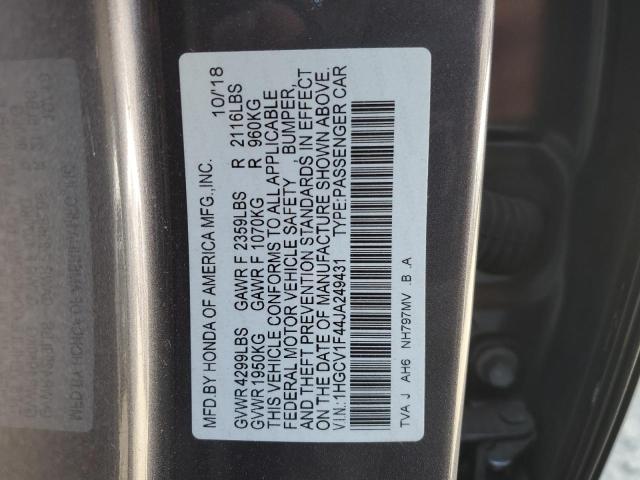 MFD.BY HONDA OF AMERICA MFG.,INC. 10/'18
GVWR 4299LBS GAWR F 2359LBS R 2116LBS
GVWR 1950KG GAWR F 1070KG R 960KG
THIS VEHICLE CONFORMS TO ALL APPLICABLE
FEDERAL MOTOR VEHICLE SAFETY , BUMPER,
AND THEFT PREVENTION STANDARDS IN EFFECT
ON THE DATE OF MANUFACTURE SHOWN ABOVE.
V.I.N.:1HGCV1F44JA249431 TYPE:PASSENGER CAR
TVA J AH6 NH797MV .B .A